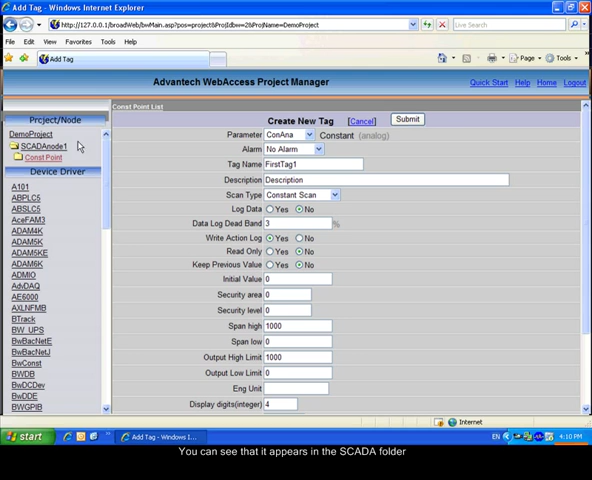 Add Tag - Windows Internet Explorer
http://127.0.0.1/broadWeb/bwMain.asp?pos=project&ProjIdbw=2&ProjName=DemoProject
File Edit View Favorites Tools Help
Add Tag
Page Tools
Advantech WebAccess Project Manager
Quick Start Help Home Logout
Project/Node
DemoProject
SCADAnode1
Const Point
Device Driver
A101
ABPLC5
ABSLC5
AceFAM3
ADAM4K
ADAM5K
ADAM5KE
ADAM6K
ADMIO
AdvDAQ
AE6000
AXLNFMB
BTrack
BW_UPS
BwBacNetE
BwBacNetJ
BwConst
BWDB
BwDCDev
BwDDE
BWGPIB
Const Point List
Create New Tag [Cancel] Submit
Parameter ConAna Constant (analog)
Alarm No Alarm
Tag Name FirstTag1
Description Description
Scan Type Constant Scan
Log Data Yes No
Data Log Dead Band 3 %
Write Action Log Yes No
Read Only Yes No
Keep Previous Value Yes No
Initial Value 0
Security area 0
Security level 0
Span high 1000
Span low 0
Output High Limit 1000
Output Low Limit 0
Eng Unit
Display digits(integer) 4
Internet
start
Add Tag - Windows I...
EN
4:10 PM
You can see that it appears in the SCADA folder